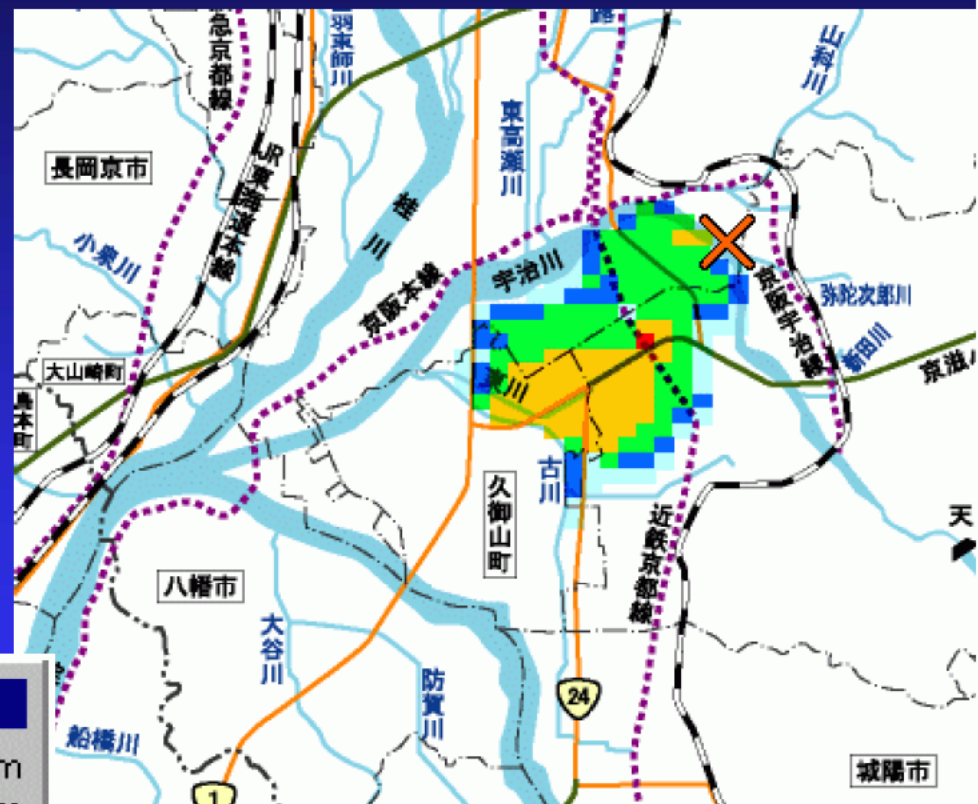 急京都線
羽束師川
路
山科川
長岡京市
JR東海道本線
東高瀬川
桂川
小泉川
京阪本線
宇治川
弥陀次郎川
京阪宇治線
新田川
大山崎町
島本町
京滋
川
古川
久御山町
近鉄京都線
天
八幡市
大谷川
防賀川
24
船橋川
m
1
城陽市